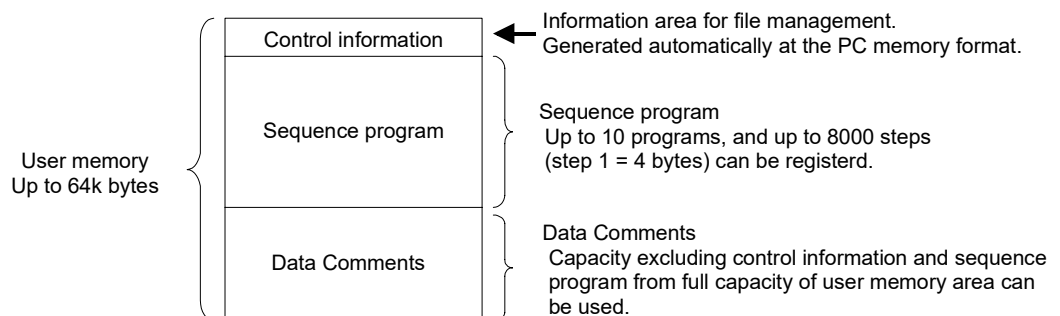 Control information
Information area for file management.
Generated automatically at the PC memory format.
Sequence program
Sequence program
Up to 10 programs, and up to 8000 steps
(step 1 = 4 bytes) can be registerd.
User memory
Up to 64k bytes
Data Comments
Data Comments
Capacity excluding control information and sequence
program from full capacity of user memory area can
be used.